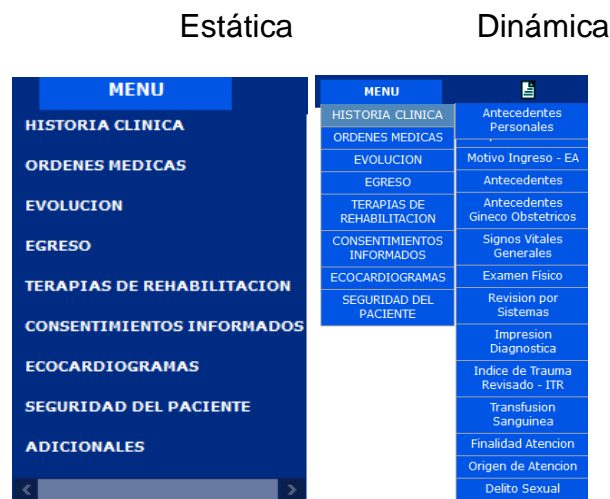 Estática
Dinámica
MENU
HISTORIA CLINICA
ORDENES MEDICAS
EVOLUCION
EGRESO
TERAPIAS DE REHABILITACION
CONSENTIMIENTOS INFORMADOS
ECOCARDIOGRAMAS
SEGURIDAD DEL PACIENTE
ADICIONALES
MENU
HISTORIA CLINICA
ORDENES MEDICAS
EVOLUCION
EGRESO
TERAPIAS DE
REHABILITACION
CONSENTIMIENTOS
INFORMADOS
ECOCARDIOGRAMAS
SEGURIDAD DEL
PACIENTE
Antecedentes
Personales
Motivo Ingreso - EA
Antecedentes
Antecedentes
Gineco Obstetricos
Signos Vitales
Generales
Examen Físico
Revision por
Sistemas
Impresion
Diagnostica
Indice de Trauma
Revisado - ITR
Transfusion
Sanguinea
Finalidad Atencion
Origen de Atencion
Delito Sexual